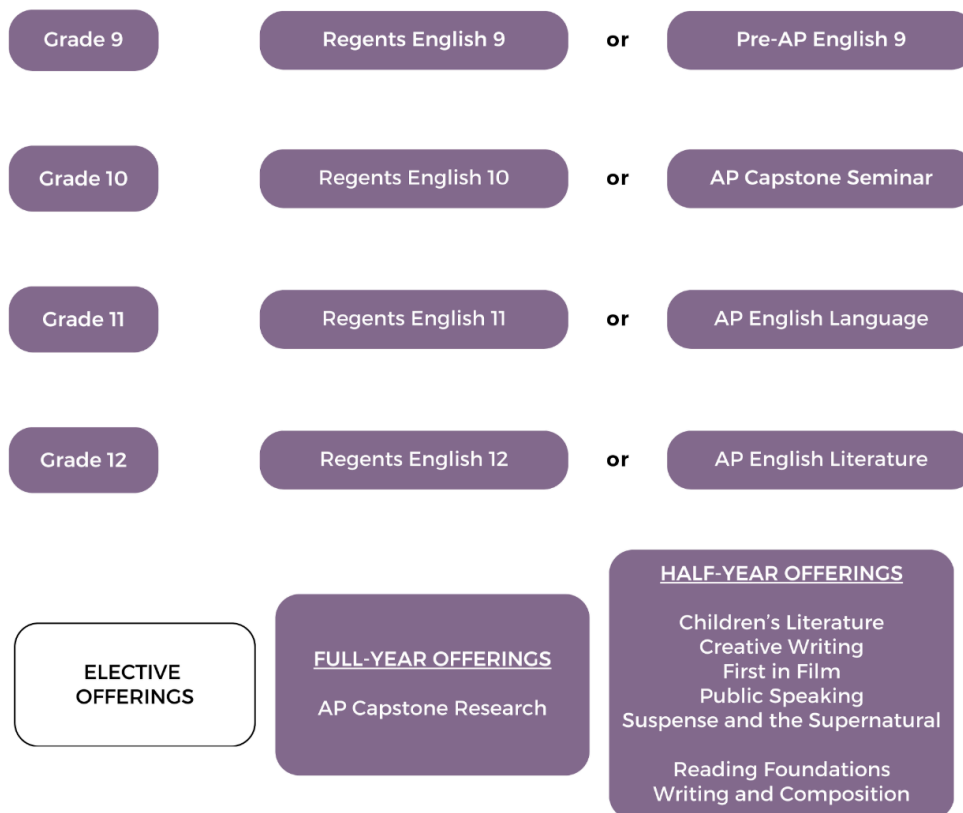 Grade 9
Regents English 9
or
Pre-AP English 9
Grade 10
Regents English 10
or
AP Capstone Seminar
Grade 11
Regents English 11
or
AP English Language
Grade 12
Regents English 12
or
AP English Literature
ELECTIVE
OFFERINGS
FULL-YEAR OFFERINGS
AP Capstone Research
HALF-YEAR OFFERINGS
Children’s Literature
Creative Writing
First in Film
Public Speaking
Suspense and the Supernatural
Reading Foundations
Writing and Composition